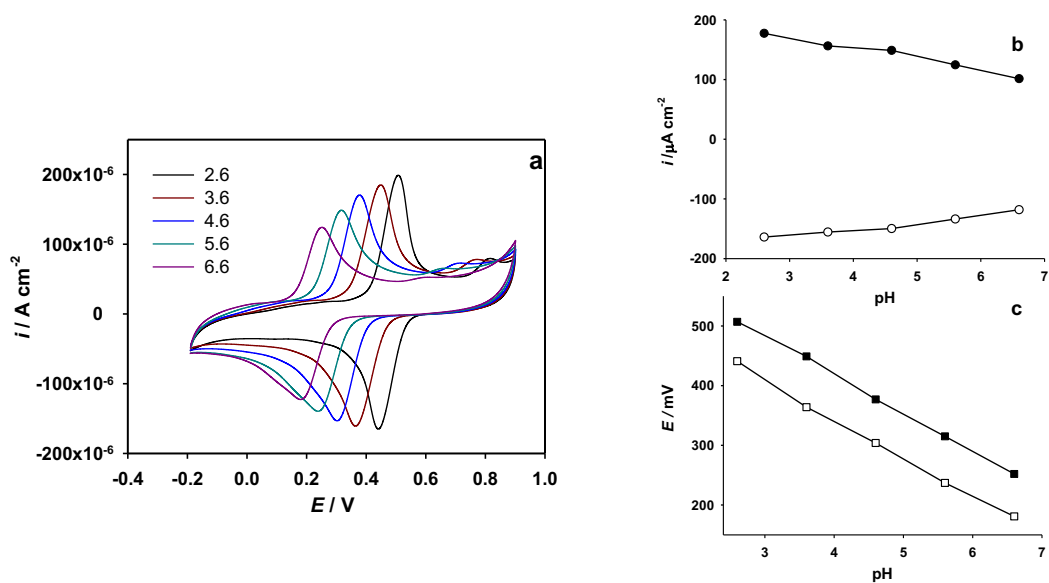 a
200x10⁻⁶
100x10⁻⁶
0
-100x10⁻⁶
-200x10⁻⁶
i / A cm⁻²
2.6
3.6
4.6
5.6
6.6
-0.4 -0.2 0.0 0.2 0.4 0.6 0.8 1.0
E / V
b
200
100
0
-100
-200
i /µA cm⁻²
2 3 4 5 6 7
pH
c
500
400
300
200
E / mV
3 4 5 6 7
pH